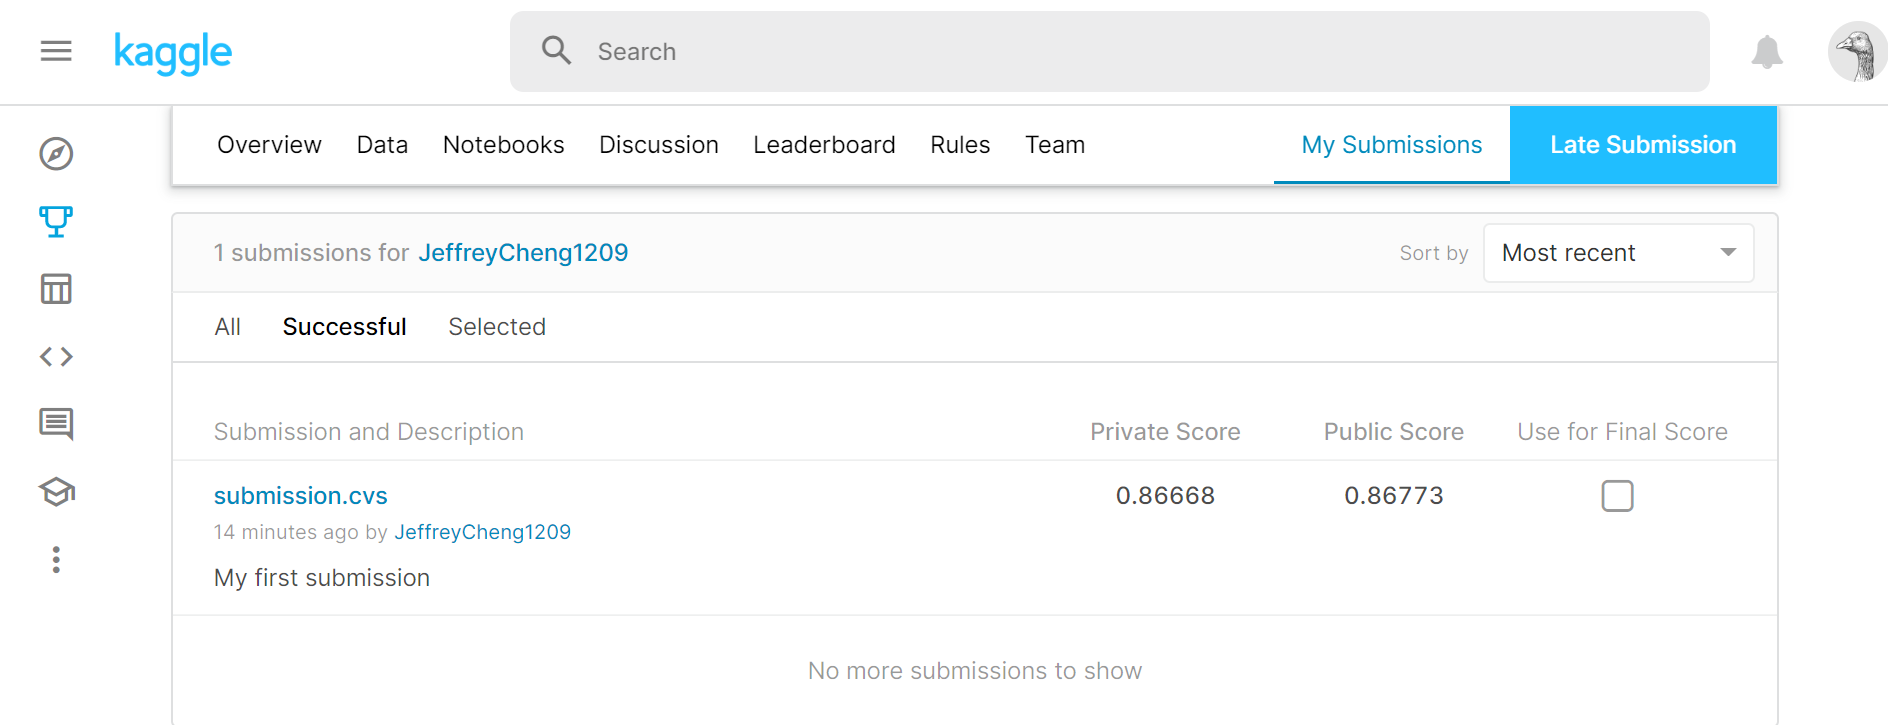 kaggle
Search
Overview Data Notebooks Discussion Leaderboard Rules Team My Submissions Late Submission
1 submissions for JeffreyCheng1209 Sort by Most recent
All Successful Selected
Submission and Description Private Score Public Score Use for Final Score
submission.cvs 0.86668 0.86773
14 minutes ago by JeffreyCheng1209
My first submission
No more submissions to show